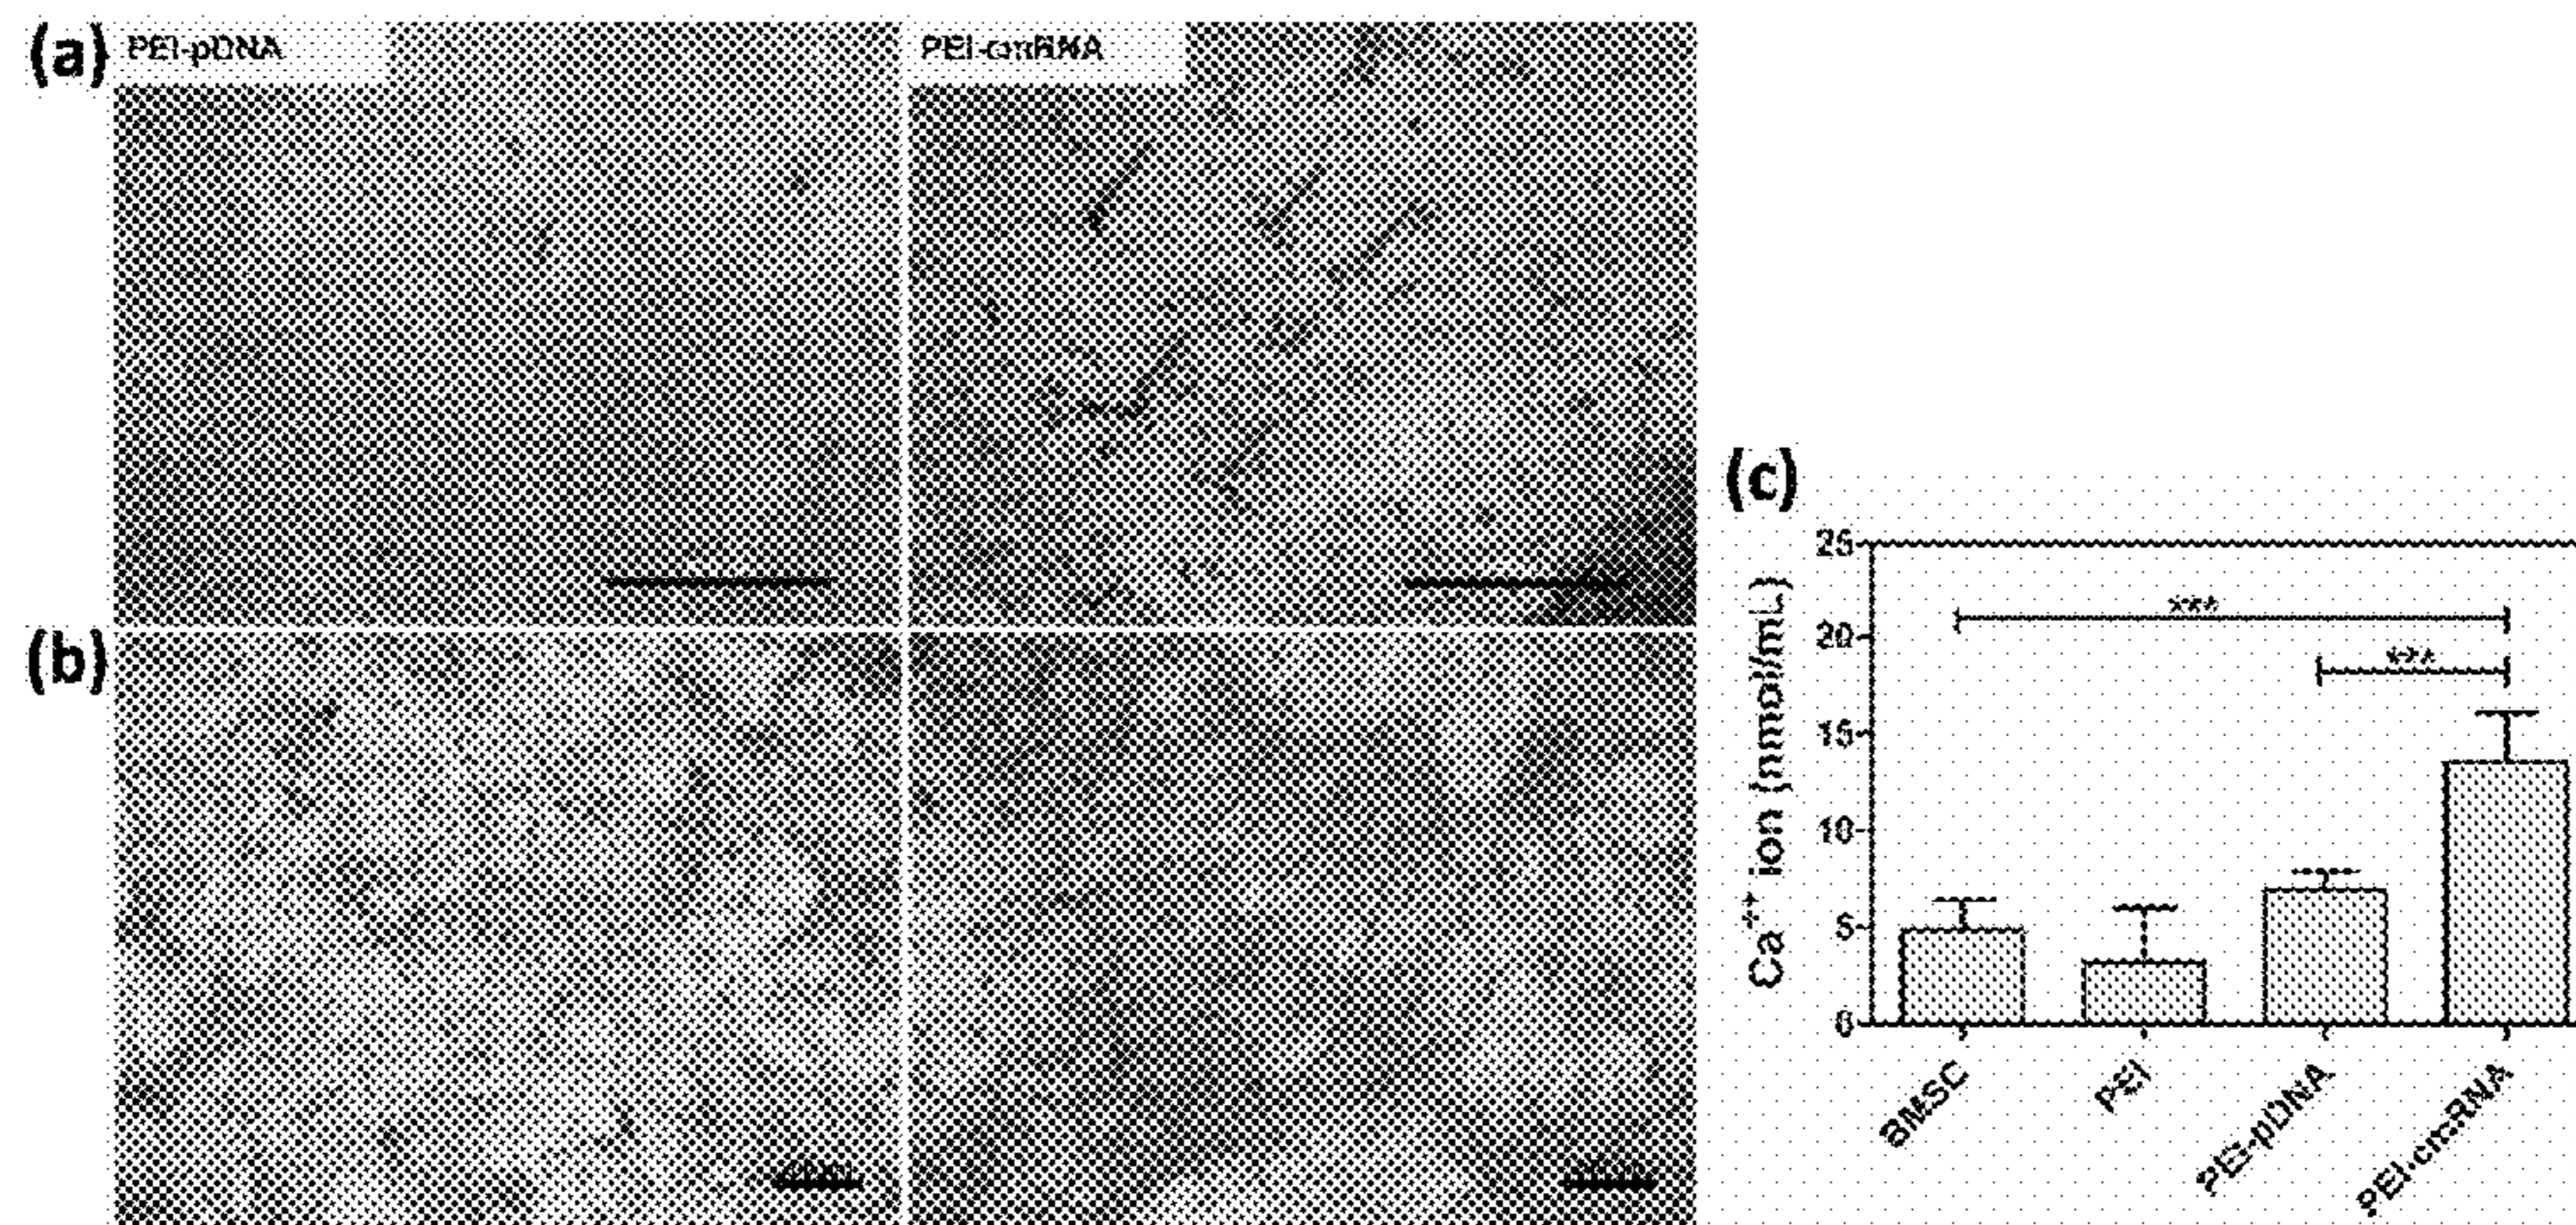 (a)
PEI-pDNA
PEI-cmRNA
(b)
(c)
Ca⁺⁺ ion (nmol/mL)
25
20
15
10
5
0
***
***
BMSC
PEI
PEI-pDNA
PEI-cmRNA